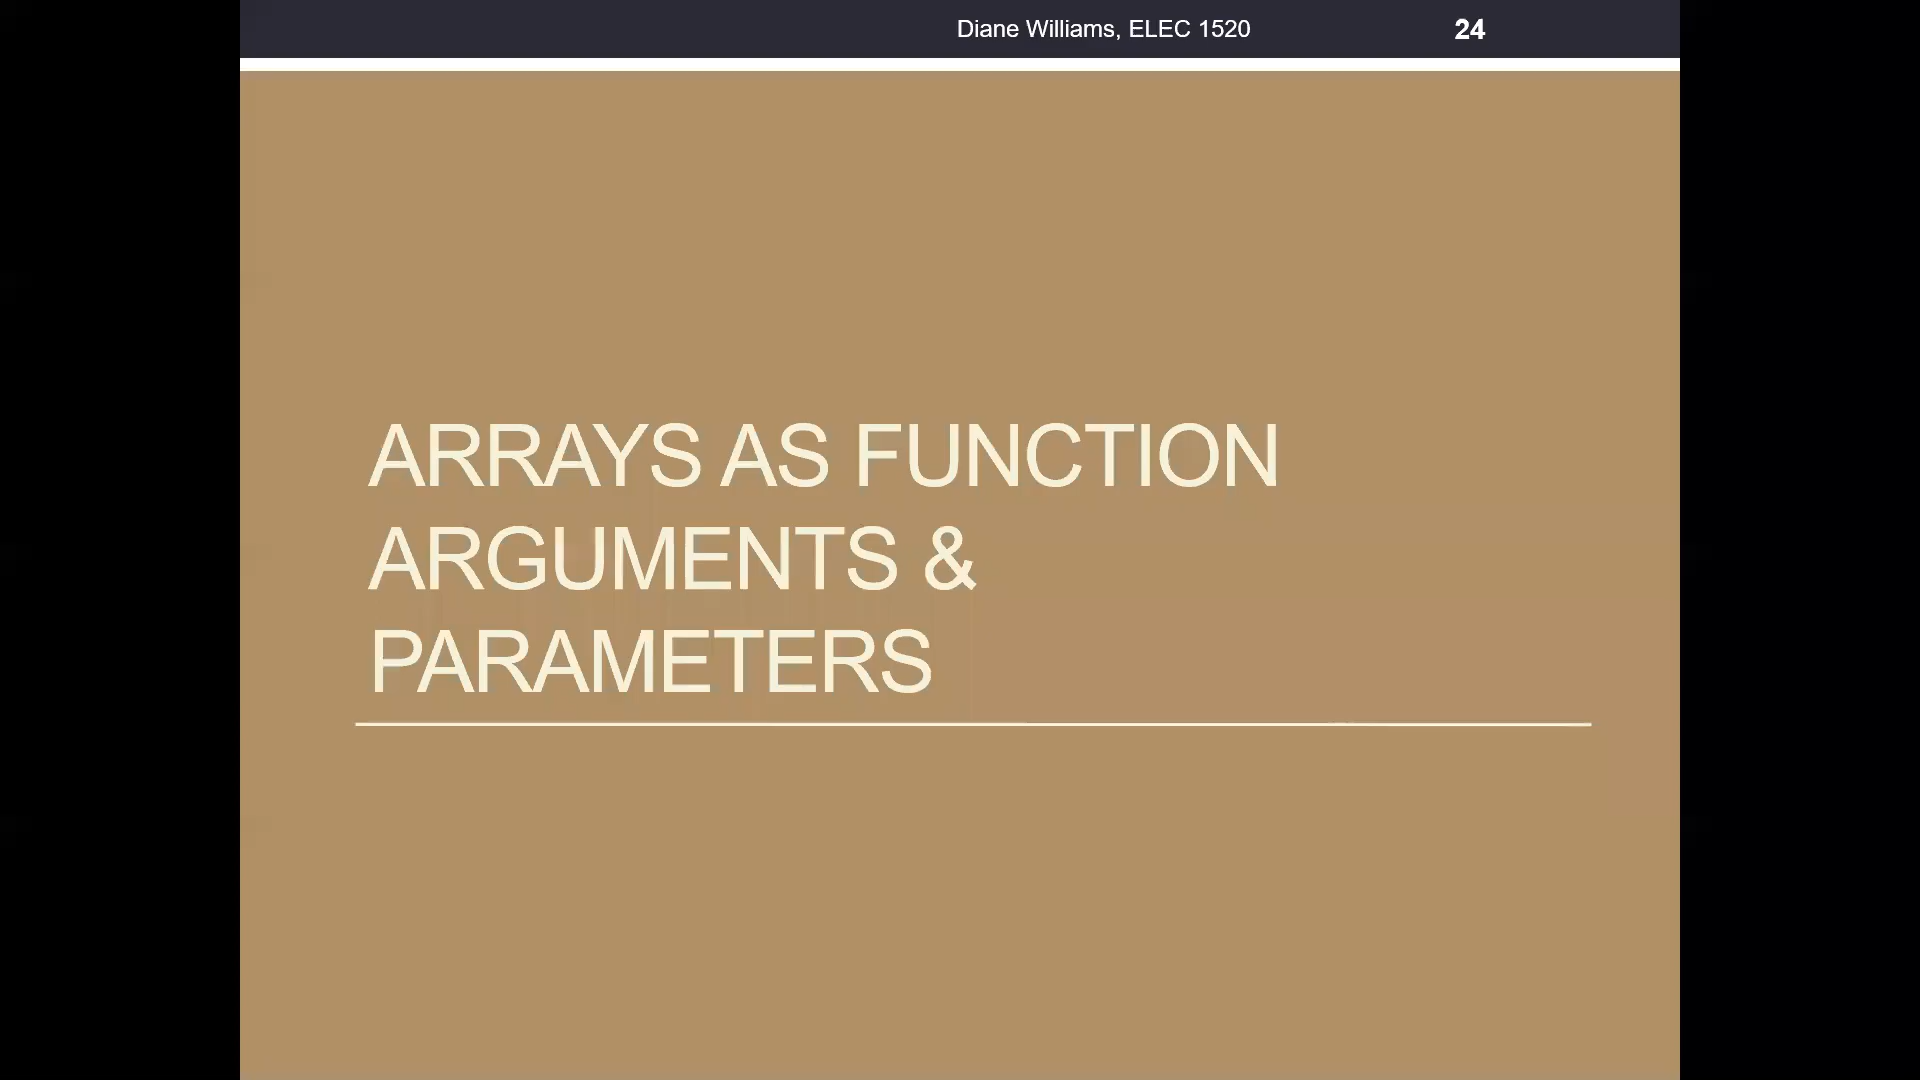 Diane Williams, ELEC 1520
24
ARRAYS AS FUNCTION
ARGUMENTS &
PARAMETERS